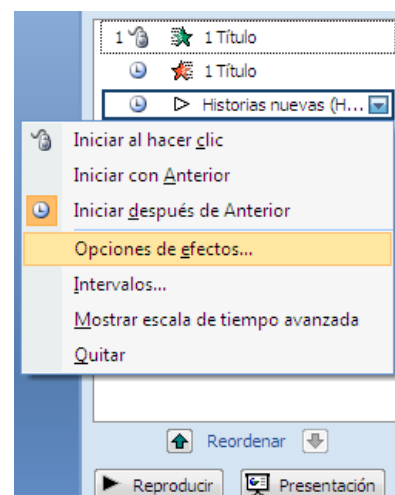 1 1 Título
1 Título
Historias nuevas (H...
Iniciar al hacer clic
Iniciar con Anterior
Iniciar después de Anterior
Opciones de efectos...
Intervalos...
Mostrar escala de tiempo avanzada
Quitar
Reordenar
Reproducir Presentación